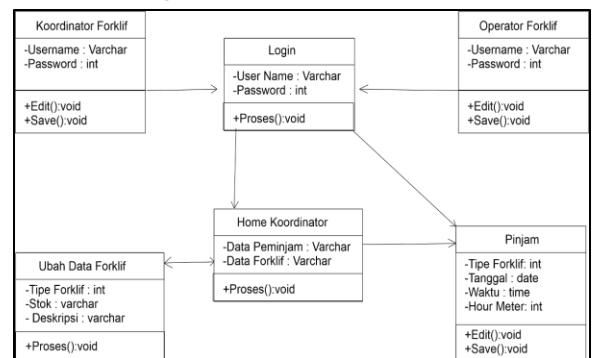 Koordinator Forklif
-Username : Varchar
-Password : int
+Edit():void
+Save():void
Login
-User Name : Varchar
-Password : int
+Proses():void
Operator Forklif
-Username : Varchar
-Password : int
+Edit():void
+Save():void
Home Koordinator
-Data Peminjam : Varchar
-Data Forklif : Varchar
+Proses():void
Ubah Data Forklif
-Tipe Forklif : int
-Stok : varchar
- Deskripsi : varchar
+Proses():void
Pinjam
-Tipe Forklif: int
-Tanggal : date
-Waktu : time
-Hour Meter: int
+Edit():void
+Save():void